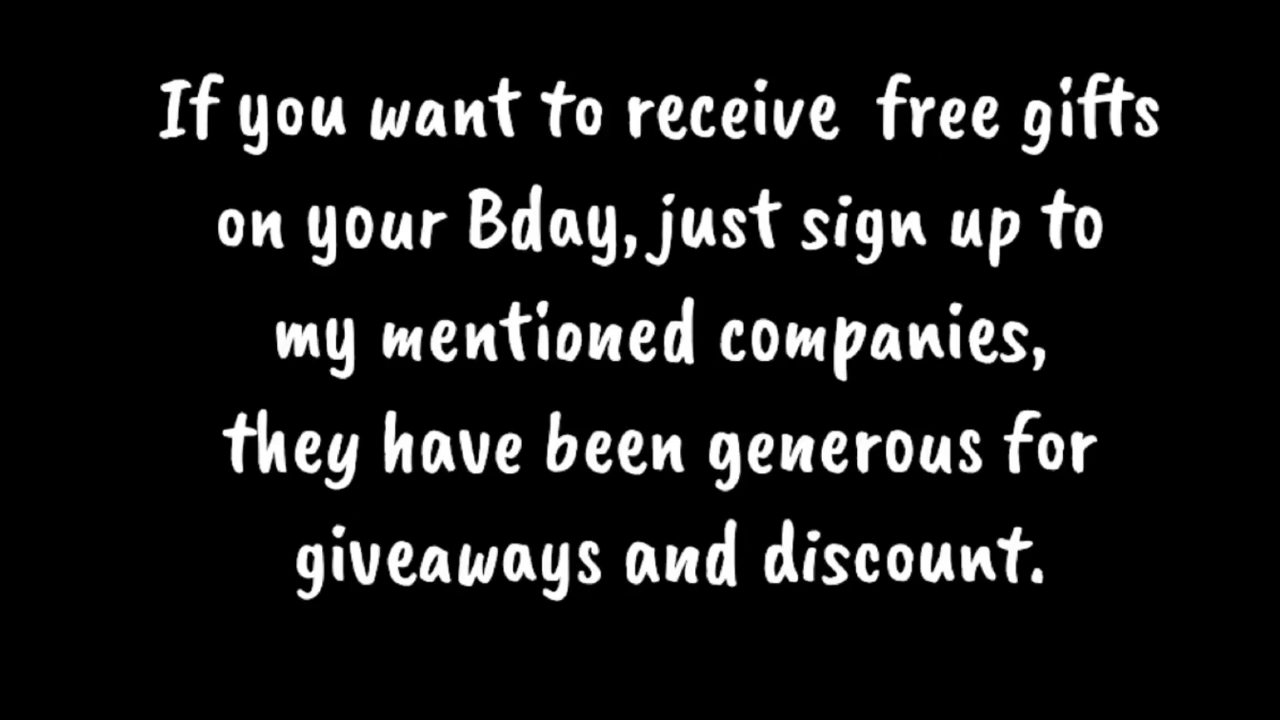 If you want to receive free gifts
on your Bday, just sign up to
my mentioned companies,
they have been generous for
giveaways and discount.